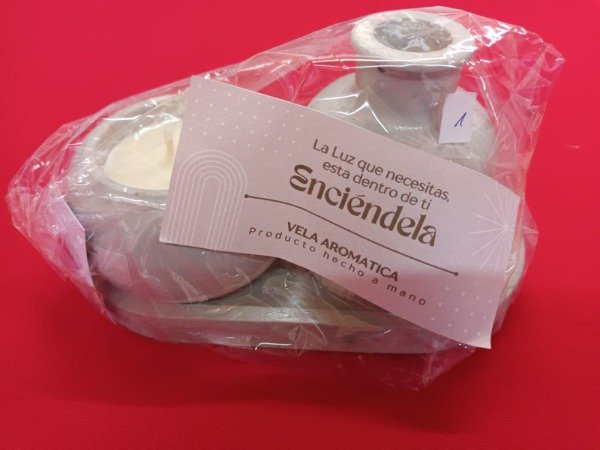 1
La Luz que necesitas,
esta dentro de ti
Enciéndela
VELA AROMATICA
Producto hecho a mano